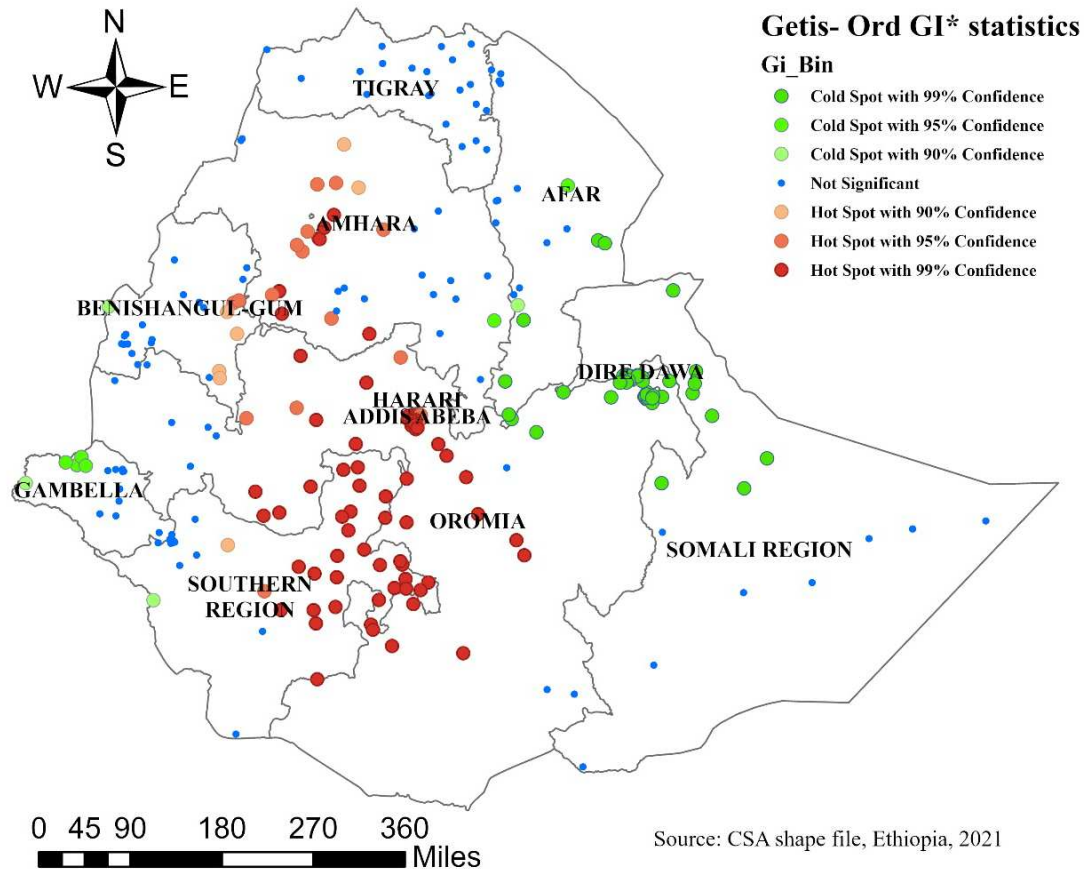 N
W E
S
Getis- Ord GI* statistics
Gi_Bin
Cold Spot with 99% Confidence
Cold Spot with 95% Confidence
Cold Spot with 90% Confidence
Not Significant
Hot Spot with 90% Confidence
Hot Spot with 95% Confidence
Hot Spot with 99% Confidence
TIGRAY
AFAR
AMHARA
BENISHANGUL-GUM
DIRE DAWA
HARARI
ADDIS ABEBA
GAMBELLA
OROMIA
SOMALI REGION
SOUTHERN
REGION
0 45 90 180 270 360
Miles
Source: CSA shape file, Ethiopia, 2021